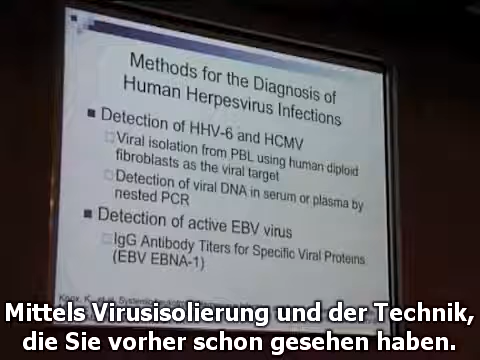 Methods for the Diagnosis of
Human Herpesvirus Infections
Detection of HHV-6 and HCMV
Viral isolation from PBL using human diploid
fibroblasts as the viral target
Detection of viral DNA in serum or plasma by
nested PCR
Detection of active EBV virus
IgG Antibody Titers for Specific Viral Proteins
(EBV EBNA-1)
Mittels Virusisolierung und der Technik,
die Sie vorher schon gesehen haben.